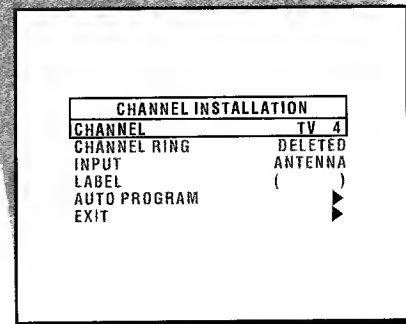 CHANNEL INSTALLATION
CHANNEL TV 4
CHANNEL RING DELETED
INPUT ANTENNA
LABEL ( )
AUTO PROGRAM ▶
EXIT ▶